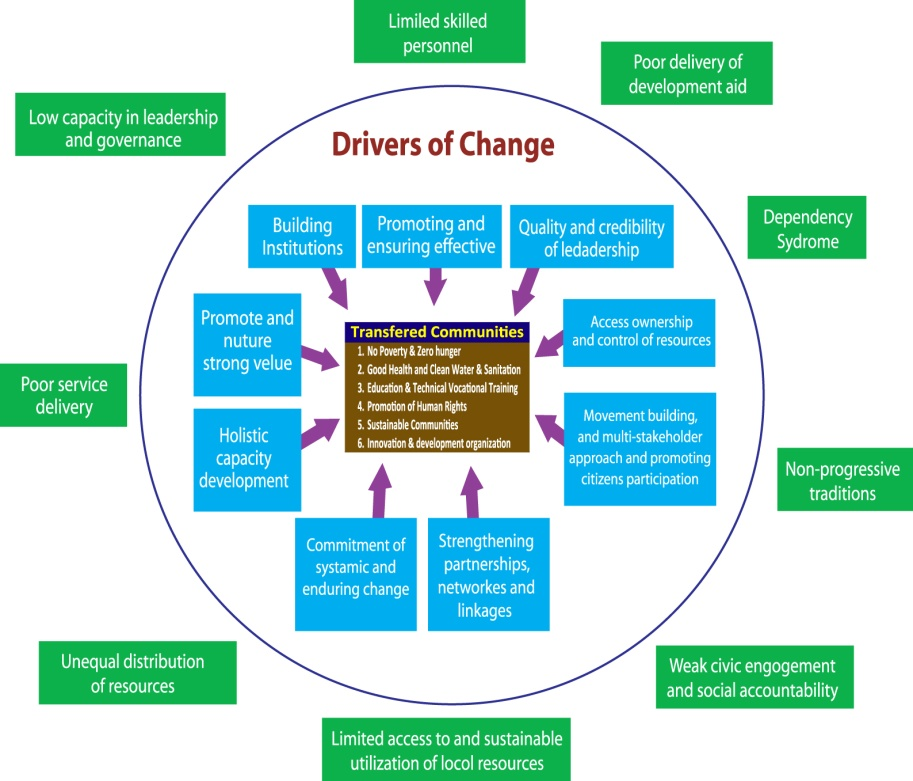 Limiled skilled
personnel
Poor delivery of
development aid
Low capacity in leadership
and governance
Drivers of Change
Dependency
Sydrome
Building
Institutions
Promoting and
ensuring effective
Quality and credibility
of ledadership
Promote and
nuture
strong velue
Access ownership
and control of resources
Transfered Communities
1. No Poverty & Zero hunger
2. Good Health and Clean Water & Sanitation
3. Education & Technical Vocational Training
4. Promotion of Human Rights
5. Sustainable Communities
6. Innovation & development organization
Poor service
delivery
Holistic
capacity
development
Movement building,
and multi-stakeholder
approach and promoting
citizens participation
Non-progressive
traditions
Commitment of
systamic and
enduring change
Strengthening
partnerships,
networkes and
linkages
Unequal distribution
of resources
Weak civic engogement
and social accountability
Limited access to and sustainable
utilization of locol resources